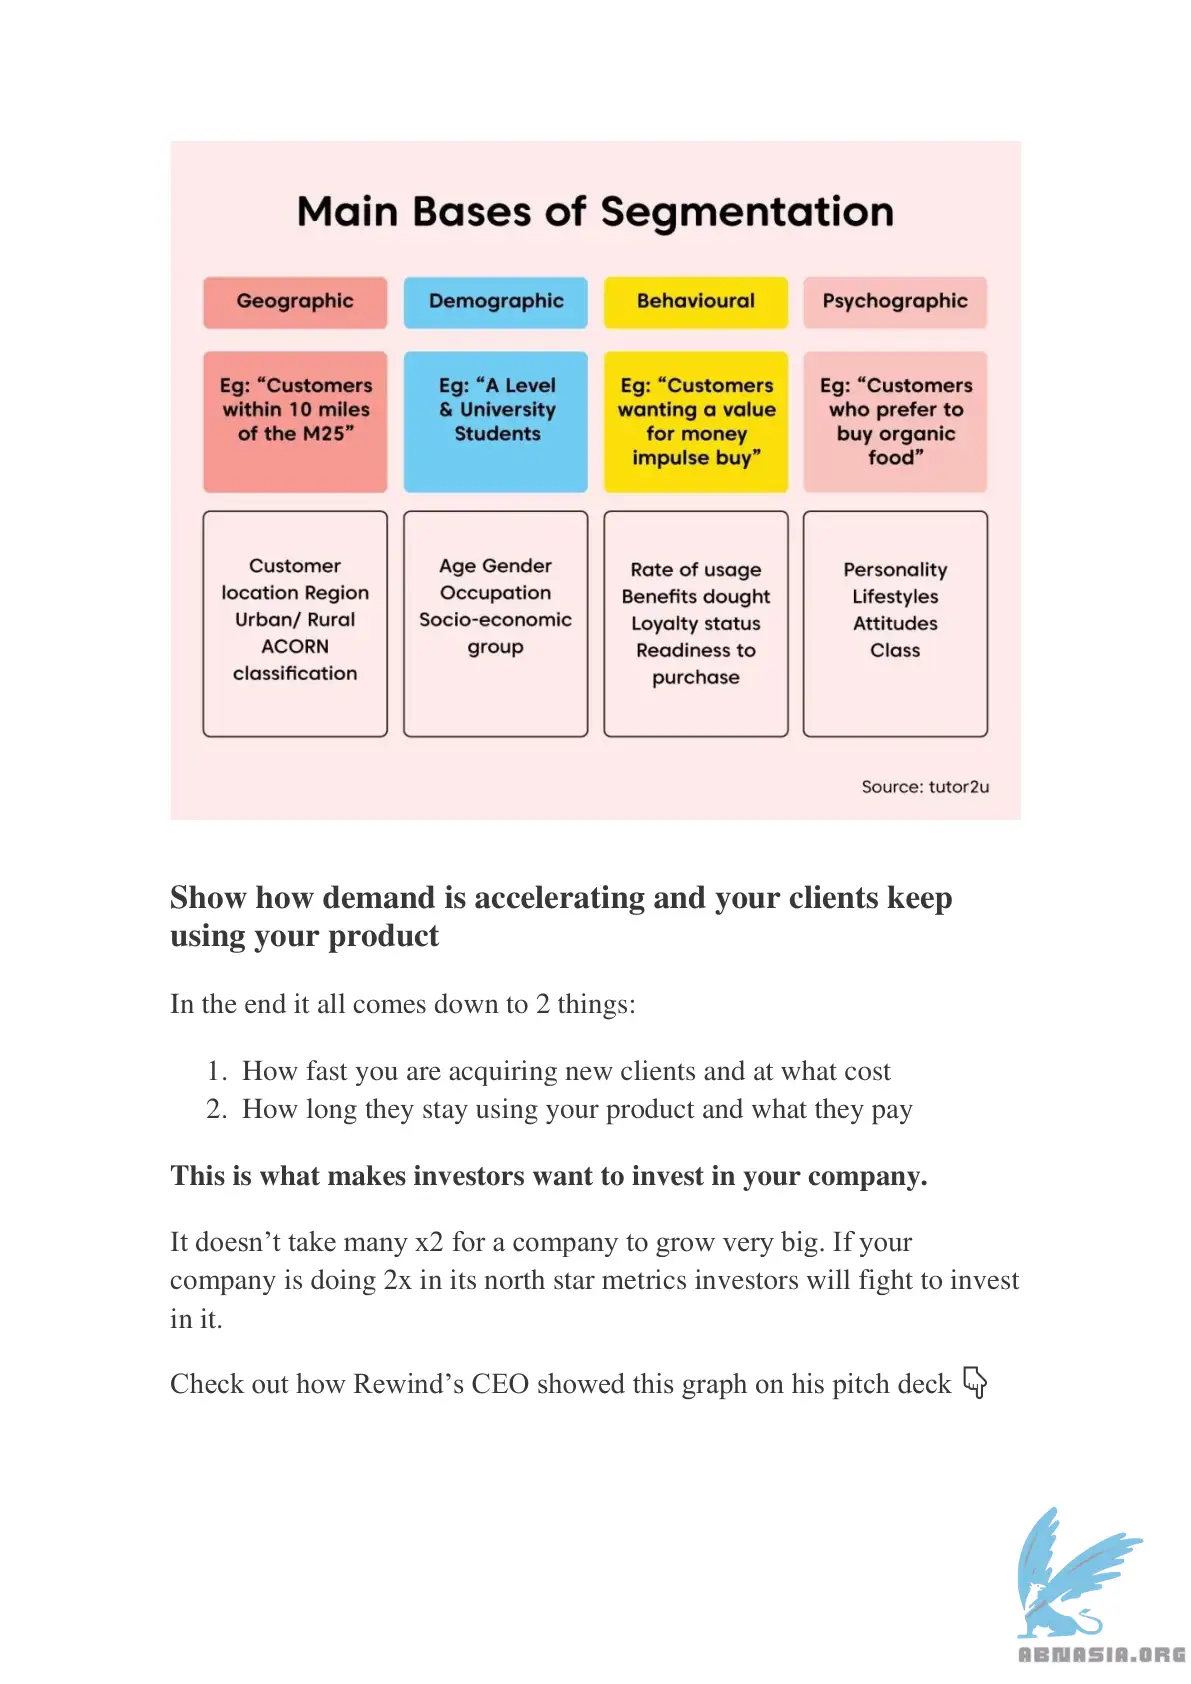 Main Bases of Segmentation
Geographic
Demographic
Behavioural
Psychographic
Eg: “Customers
within 10 miles
of the M25”
Eg: “A Level
& University
Students
Eg: “Customers
wanting a value
for money
impulse buy”
Eg: “Customers
who prefer to
buy organic
food”
Customer
location Region
Urban/ Rural
ACORN
classification
Age Gender
Occupation
Socio-economic
group
Rate of usage
Benefits dought
Loyalty status
Readiness to
purchase
Personality
Lifestyles
Attitudes
Class
Source: tutor2u
Show how demand is accelerating and your clients keep
using your product
In the end it all comes down to 2 things:
1. How fast you are acquiring new clients and at what cost
2. How long they stay using your product and what they pay
This is what makes investors want to invest in your company.
It doesn’t take many x2 for a company to grow very big. If your
company is doing 2x in its north star metrics investors will fight to invest
in it.
Check out how Rewind’s CEO showed this graph on his pitch deck
ABNASIA.ORG